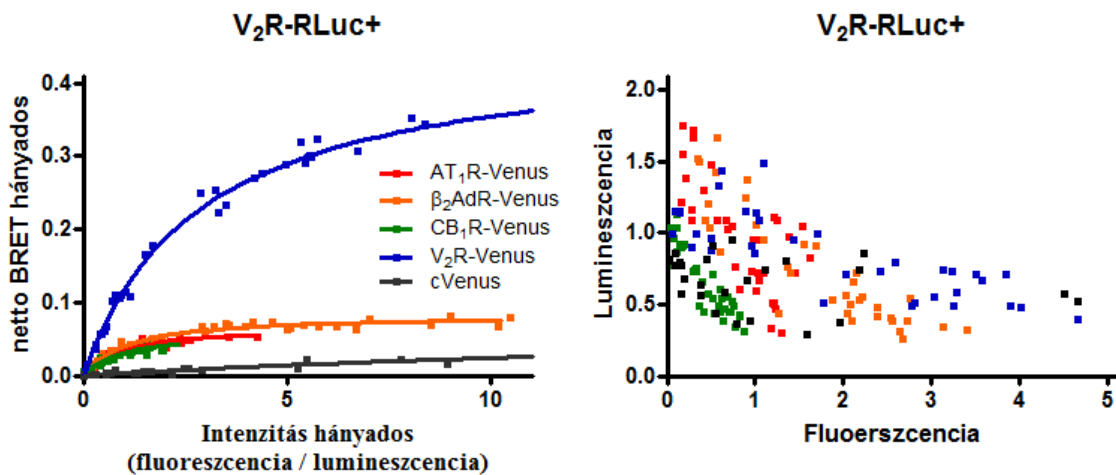 V₂R-RLuc+
netto BRET hányados
0.4
0.3
0.2
0.1
0.0
0
5
10
AT₁R-Venus
β₂AdR-Venus
CB₁R-Venus
V₂R-Venus
cVenus
Intenzitás hányados
(fluoreszcencia / lumineszcencia)
V₂R-RLuc+
Lumineszcencia
2.0
1.5
1.0
0.5
0.0
0
1
2
3
4
5
Fluoerszcencia